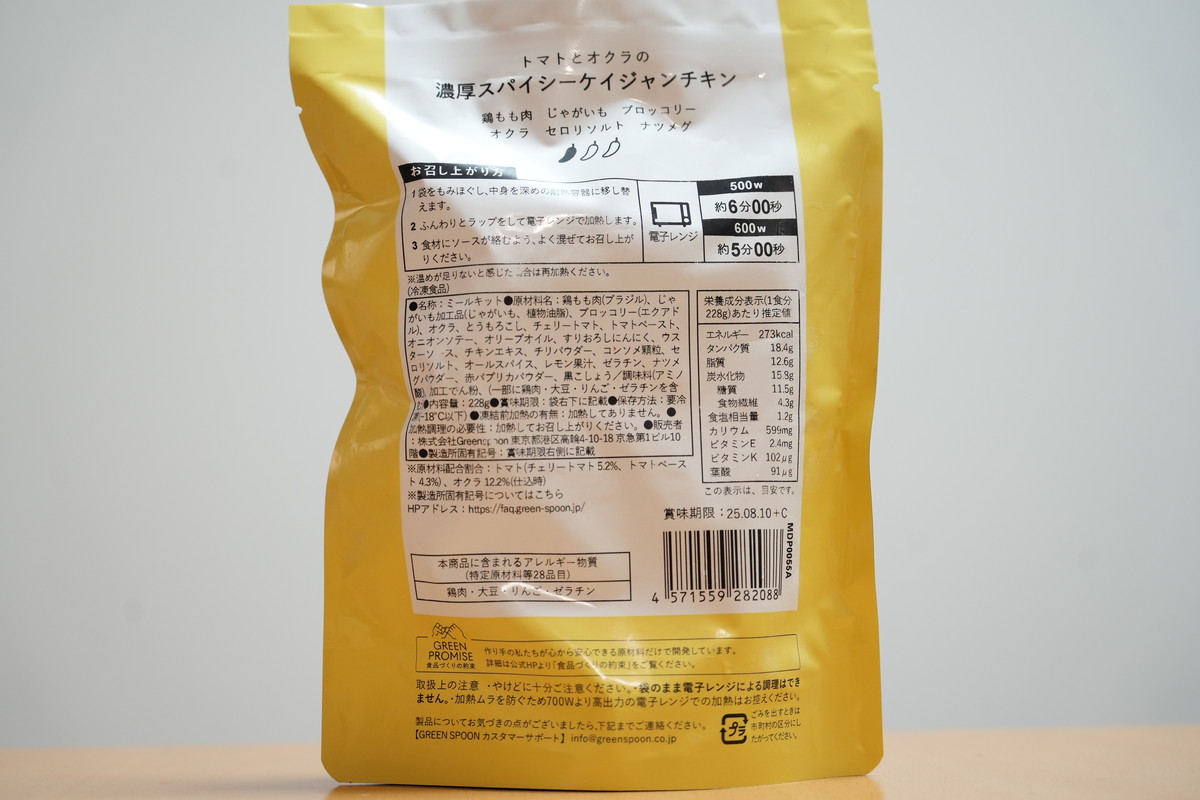 トマトとオクラの
濃厚スパイシーケイジャンチキン
鶏もも肉 じゃがいも ブロッコリー
オクラ セロリソルト ナツメグ
お召し上がり方
1 袋をもみほぐし、中身を深めの耐熱容器に移し替
えます。
2 ふんわりとラップをして電子レンジで加熱します。
3 食材にソースが絡むよう、よく混ぜてお召し上が
りください。
電子レンジ
500w
約6分00秒
600w
約5分00秒
※温めが足りないと感じた場合は再加熱ください。
(冷凍食品)
●名称：ミールキット●原材料名：鶏もも肉(ブラジル)、じゃ
がいも加工品(じゃがいも、植物油脂)、ブロッコリー(エクアド
ル)、オクラ、とうもろこし、チェリートマト、トマトペースト、
オニオンソテー、オリーブオイル、すりおろしにんにく、ウス
ターソース、チキンエキス、チリパウダー、コンソメ顆粒、セ
ロリソルト、オールスパイス、レモン果汁、ゼラチン、ナツメ
グパウダー、赤パプリカパウダー、黒こしょう／調味料(アミノ
酸)、加工でん粉、(一部に鶏肉・大豆・りんご・ゼラチンを含
む)●内容量：228g●賞味期限：袋右下に記載●保存方法：要冷
凍(-18℃以下)●凍結前加熱の有無：加熱してありません。●
加熱調理の必要性：加熱してお召し上がりください。●販売者
：株式会社Greenspoon 東京都港区高輪4-10-18 京急第1ビル10
階●製造所固有記号：賞味期限右側に記載
※原材料配合割合：トマト(チェリートマト5.2%、トマトペース
ト4.3%)、オクラ 12.2%(仕込時)
※製造所固有記号についてはこちら
HPアドレス：https://faq.green-spoon.jp/
栄養成分表示(1食分
228g)あたり推定値
エネルギー 273kcal
タンパク質 18.4g
脂質 12.6g
炭水化物 15.8g
糖質 11.5g
食物繊維 4.3g
食塩相当量 1.2g
カリウム 599mg
ビタミンE 2.4mg
ビタミンK 102μg
葉酸 91μg
この表示は、目安です。
賞味期限：25.08.10+C
MDP0055A
4 571559 282088
本商品に含まれるアレルギー物質
(特定原材料等28品目)
鶏肉・大豆・りんご・ゼラチン
GREEN
PROMISE
食品づくりの約束
作り手の私たちが心から安心できる原材料だけで開発しています。
詳細は公式HPより「食品づくりの約束」をご覧ください。
取扱上の注意 ・やけどに十分ご注意ください。・袋のまま電子レンジによる調理はでき
ません。・加熱ムラを防ぐため700Wより高出力の電子レンジでの加熱はお控えください。
製品についてお気づきの点がございましたら、下記までご連絡ください。
【GREEN SPOON カスタマーサポート】 info@greenspoon.co.jp
プラ
ごみを出すときは
市町村の区分にし
たがってください。